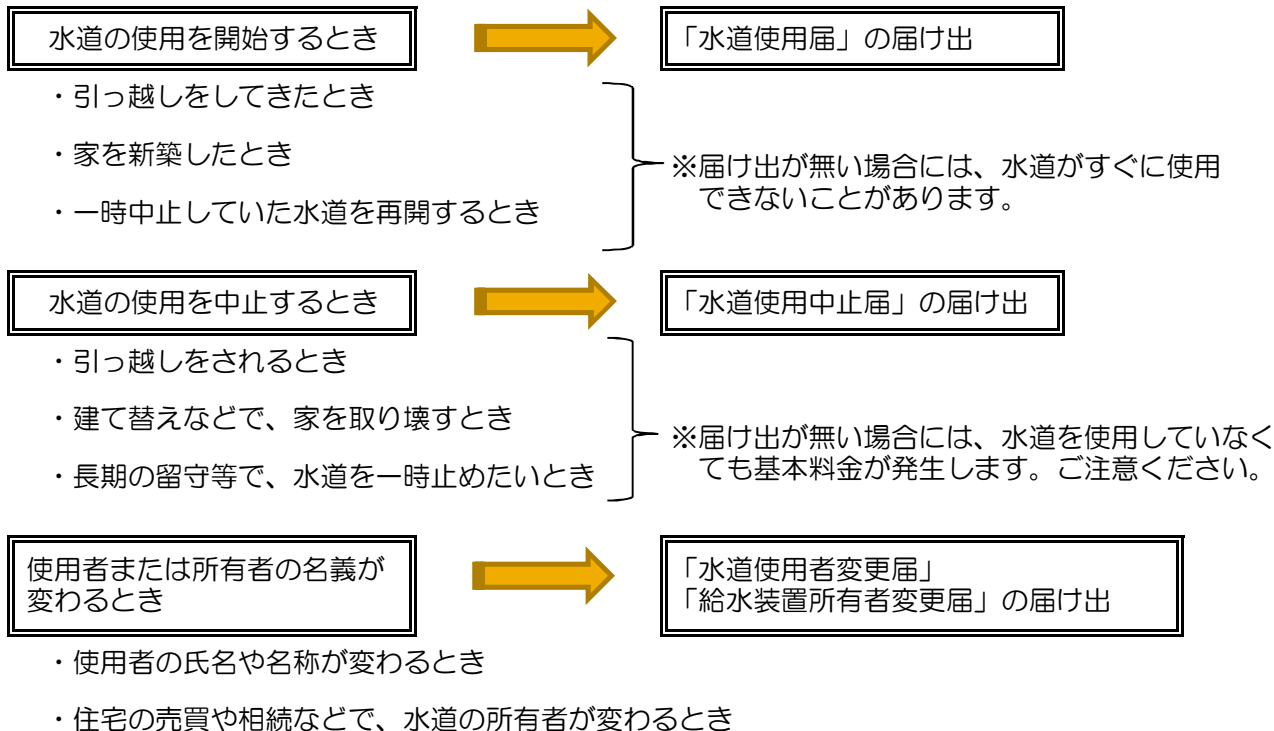 水道の使用を開始するとき
「水道使用届」の届け出
・引っ越しをしてきたとき
・家を新築したとき
・一時中止していた水道を再開するとき
※届け出が無い場合には、水道がすぐに使用
できないことがあります。
水道の使用を中止するとき
「水道使用中止届」の届け出
・引っ越しをされるとき
・建て替えなどで、家を取り壊すとき
・長期の留守等で、水道を一時止めたいとき
※届け出が無い場合には、水道を使用していなく
ても基本料金が発生します。ご注意ください。
使用者または所有者の名義が
変わるとき
「水道使用者変更届」
「給水装置所有者変更届」の届け出
・使用者の氏名や名称が変わるとき
・住宅の売買や相続などで、水道の所有者が変わるとき